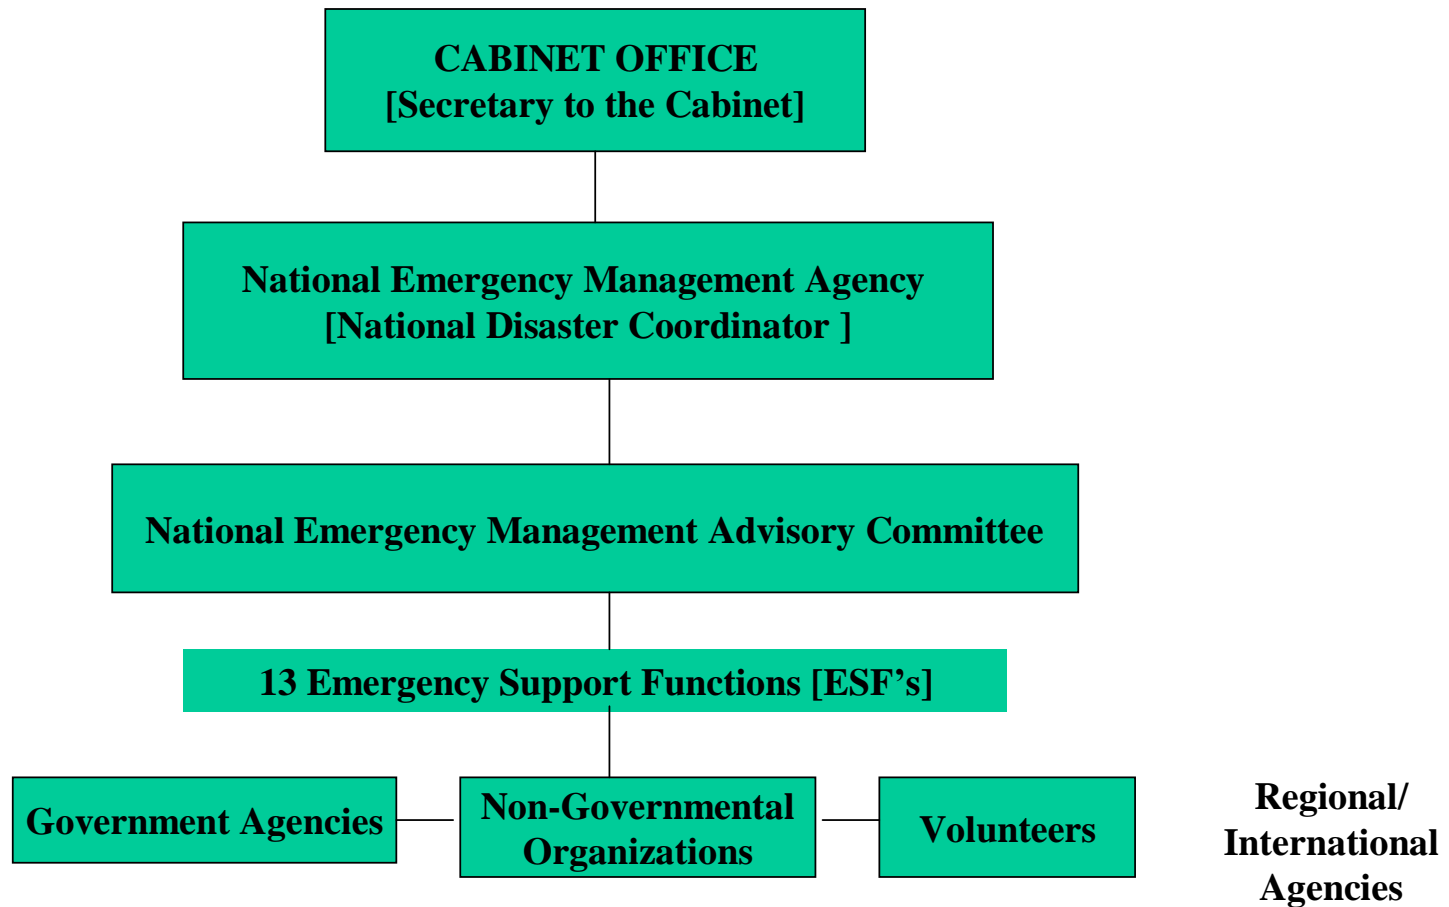 CABINET OFFICE
[Secretary to the Cabinet]
National Emergency Management Agency
[National Disaster Coordinator ]
National Emergency Management Advisory Committee
13 Emergency Support Functions [ESF’s]
Government Agencies
Non-Governmental
Organizations
Volunteers
Regional/
International
Agencies